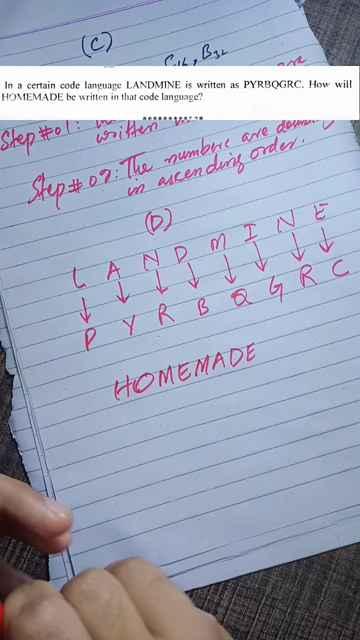 (C)
In a certain code language LANDMINE is written as PYRBQGRC. How will
HOMEMADE be written in that code language?
************
Step #01:
written in
Step # 02: The numbers are
in ascending order.
(D)
L A N D M I N E
↓ ↓ ↓ ↓ ↓ ↓ ↓ ↓
P Y R B Q G R C
HOMEMADE